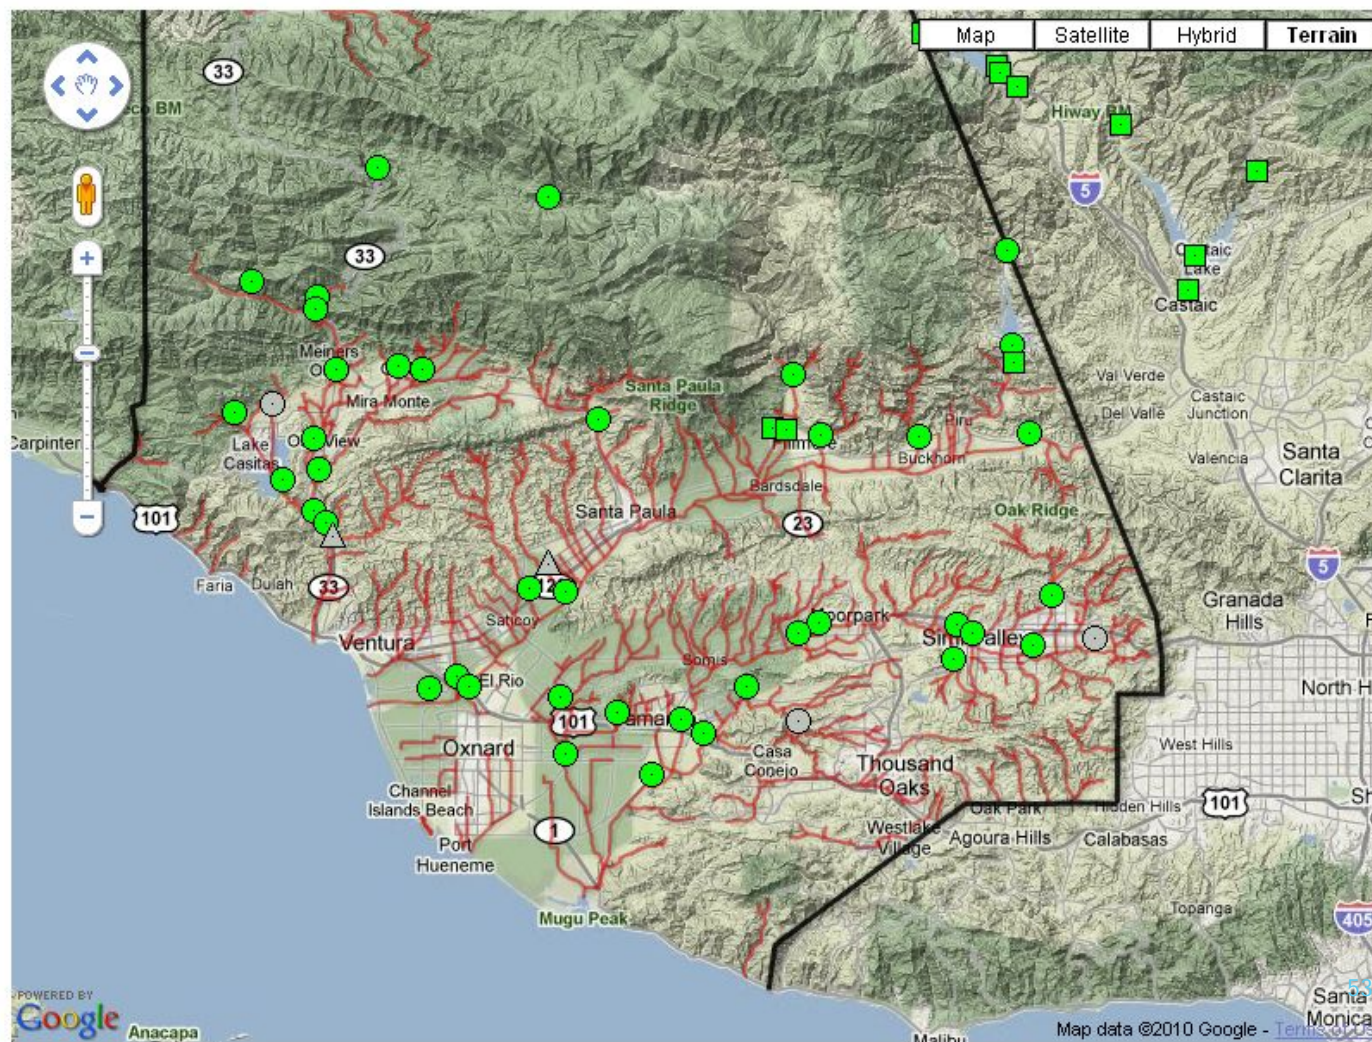 Map
Satellite
Hybrid
Terrain
33
Hiway BM
5
33
Lake
Castaic
Meiners
Mira Monte
Santa Paula
Ridge
Val Verde
Del Valle
Castaic
Junction
Carpinter
Lake
Casitas
View
Piru
Buckhorn
Valencia
Santa
Clarita
Bardsdale
101
Santa Paula
23
Oak Ridge
5
Faria
Dulah
33
Granada
Hills
Saticoy
Moorpark
Ventura
Somis
El Rio
North H
101
Oxnard
Casa
Conejo
Thousand
Oaks
West Hills
Channel
Islands Beach
Oak Park
Hidden Hills
101
1
Westlake
Village
Agoura Hills
Calabasas
Port
Hueneme
Mugu Peak
Topanga
405
POWERED BY
Google
Anacapa
Santa
Monica
Malibu
Map data ©2010 Google -